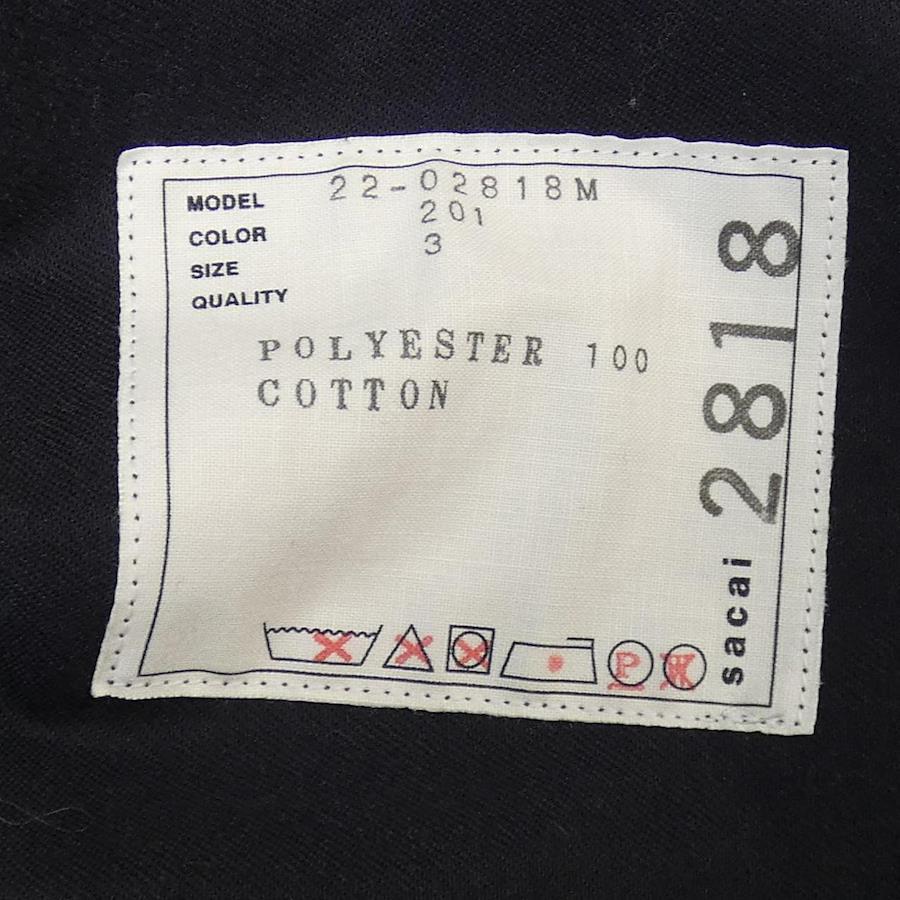 MODEL 22-02818M
COLOR 201
SIZE 3
QUALITY
POLYESTER 100
COTTON
P
W
sacai 2818